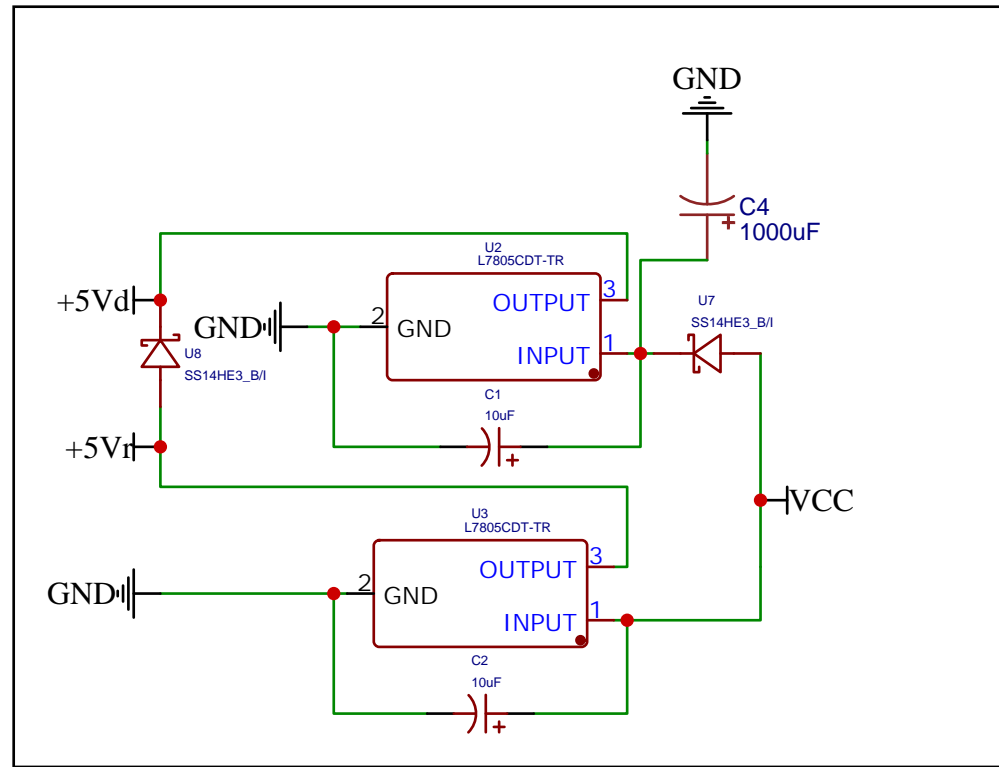 GND
C4
+
1000uF
U2
L7805CDT-TR
+5Vd
GND
2
GND
OUTPUT
3
INPUT
1
U7
SS14HE3_B/I
U8
SS14HE3_B/I
C1
10uF
+
+5Vr
VCC
U3
L7805CDT-TR
GND
2
GND
OUTPUT
3
INPUT
1
C2
10uF
+